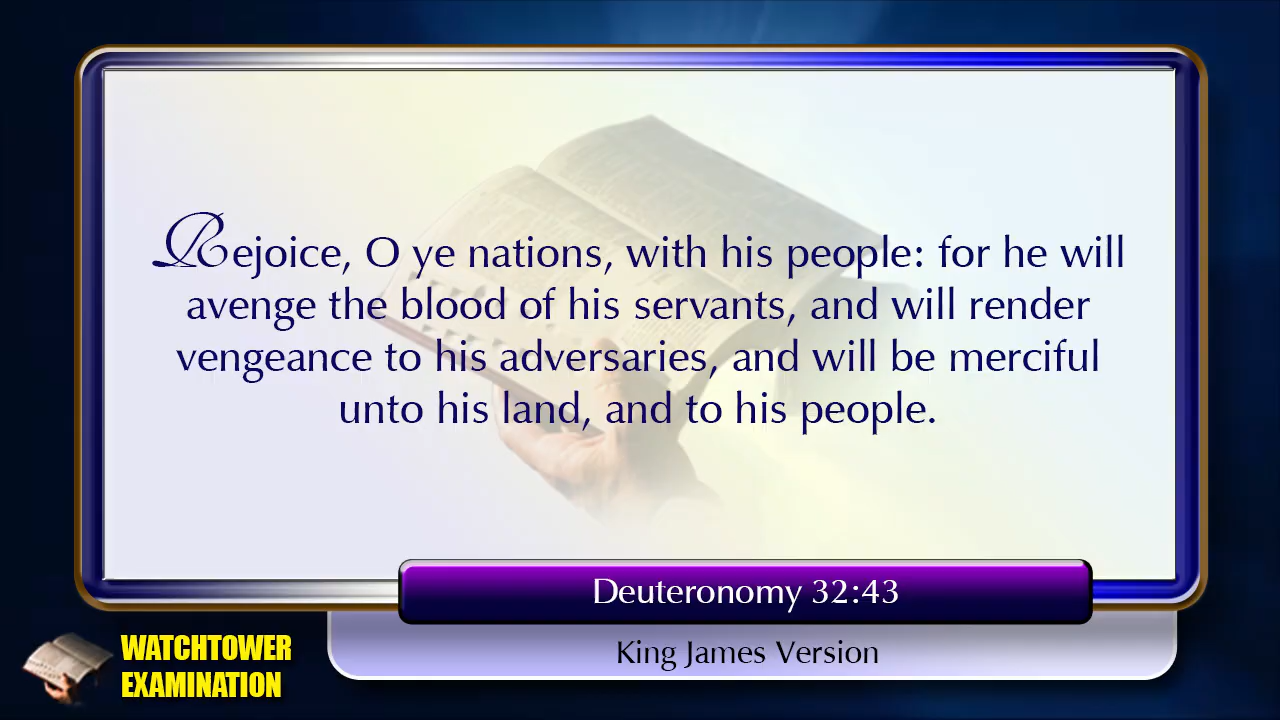 Rejoice, O ye nations, with his people: for he will
avenge the blood of his servants, and will render
vengeance to his adversaries, and will be merciful
unto his land, and to his people.
Deuteronomy 32:43
King James Version
WATCHTOWER
EXAMINATION